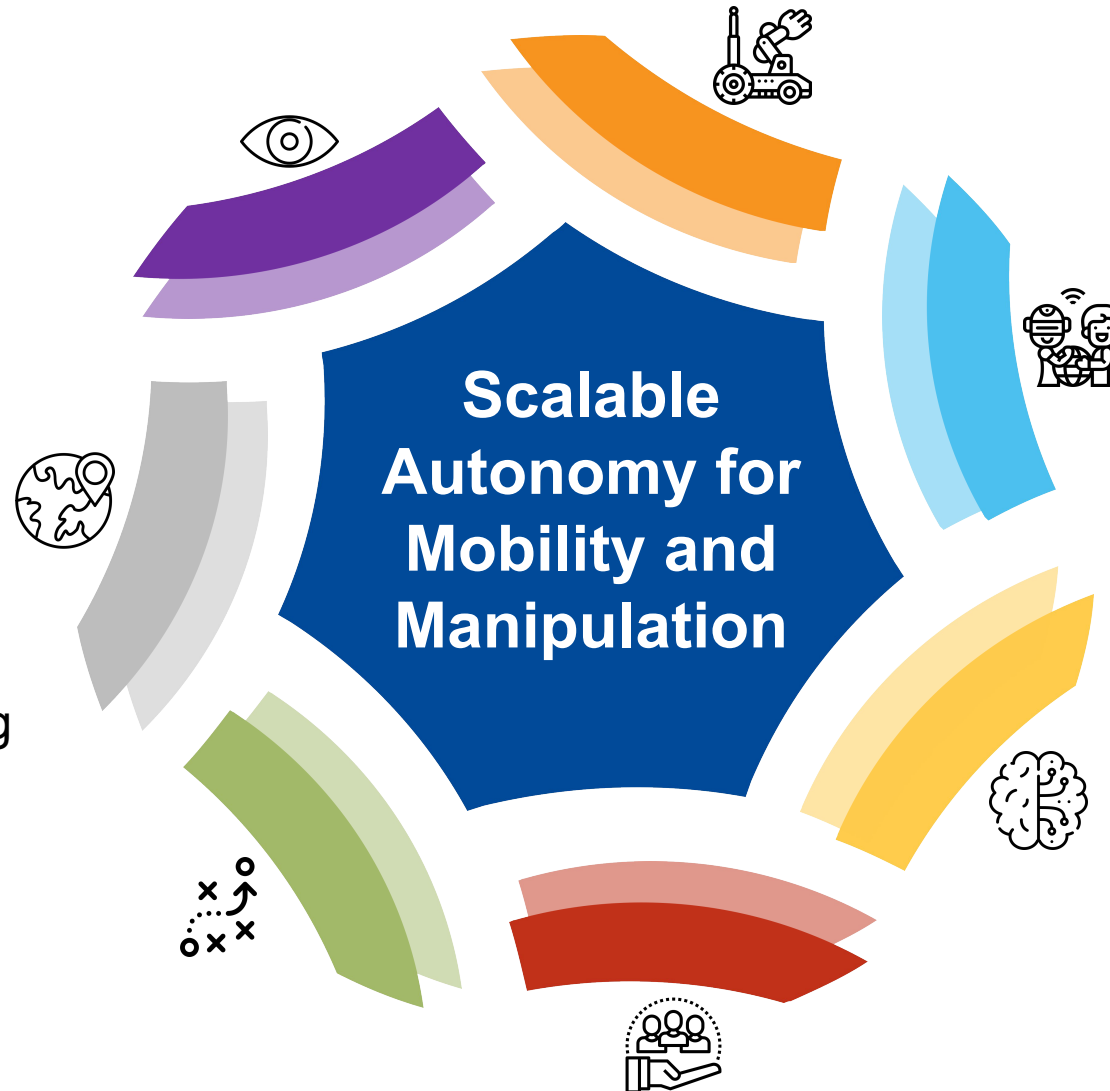 Scalable
Autonomy for
Mobility and
Manipulation
g